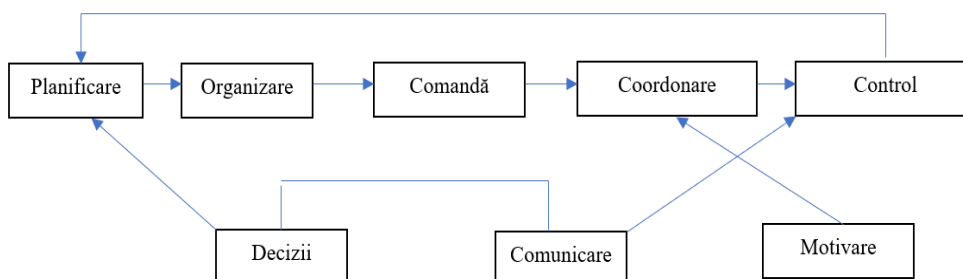 Planificare
Organizare
Comandă
Coordonare
Control
Decizii
Comunicare
Motivare